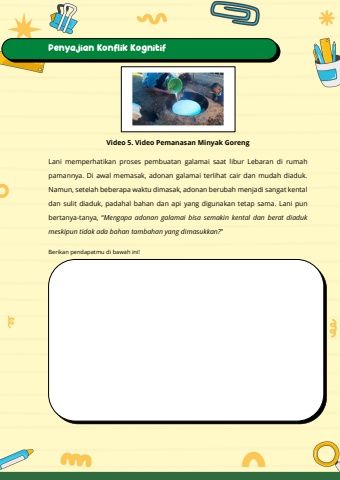 Penyajian Konflik Kognitif
Video 5. Video Pemanasan Minyak Goreng
Lani memperhatikan proses pembuatan galamai saat libur Lebaran di rumah
pamannya. Di awal memasak, adonan galamai terlihat cair dan mudah diaduk.
Namun, setelah beberapa waktu dimasak, adonan berubah menjadi sangat kental
dan sulit diaduk, padahal bahan dan api yang digunakan tetap sama. Lani pun
bertanya-tanya, “Mengapa adonan galamai bisa semakin kental dan berat diaduk
meskipun tidak ada bahan tambahan yang dimasukkan?”
Berikan pendapatmu di bawah ini!